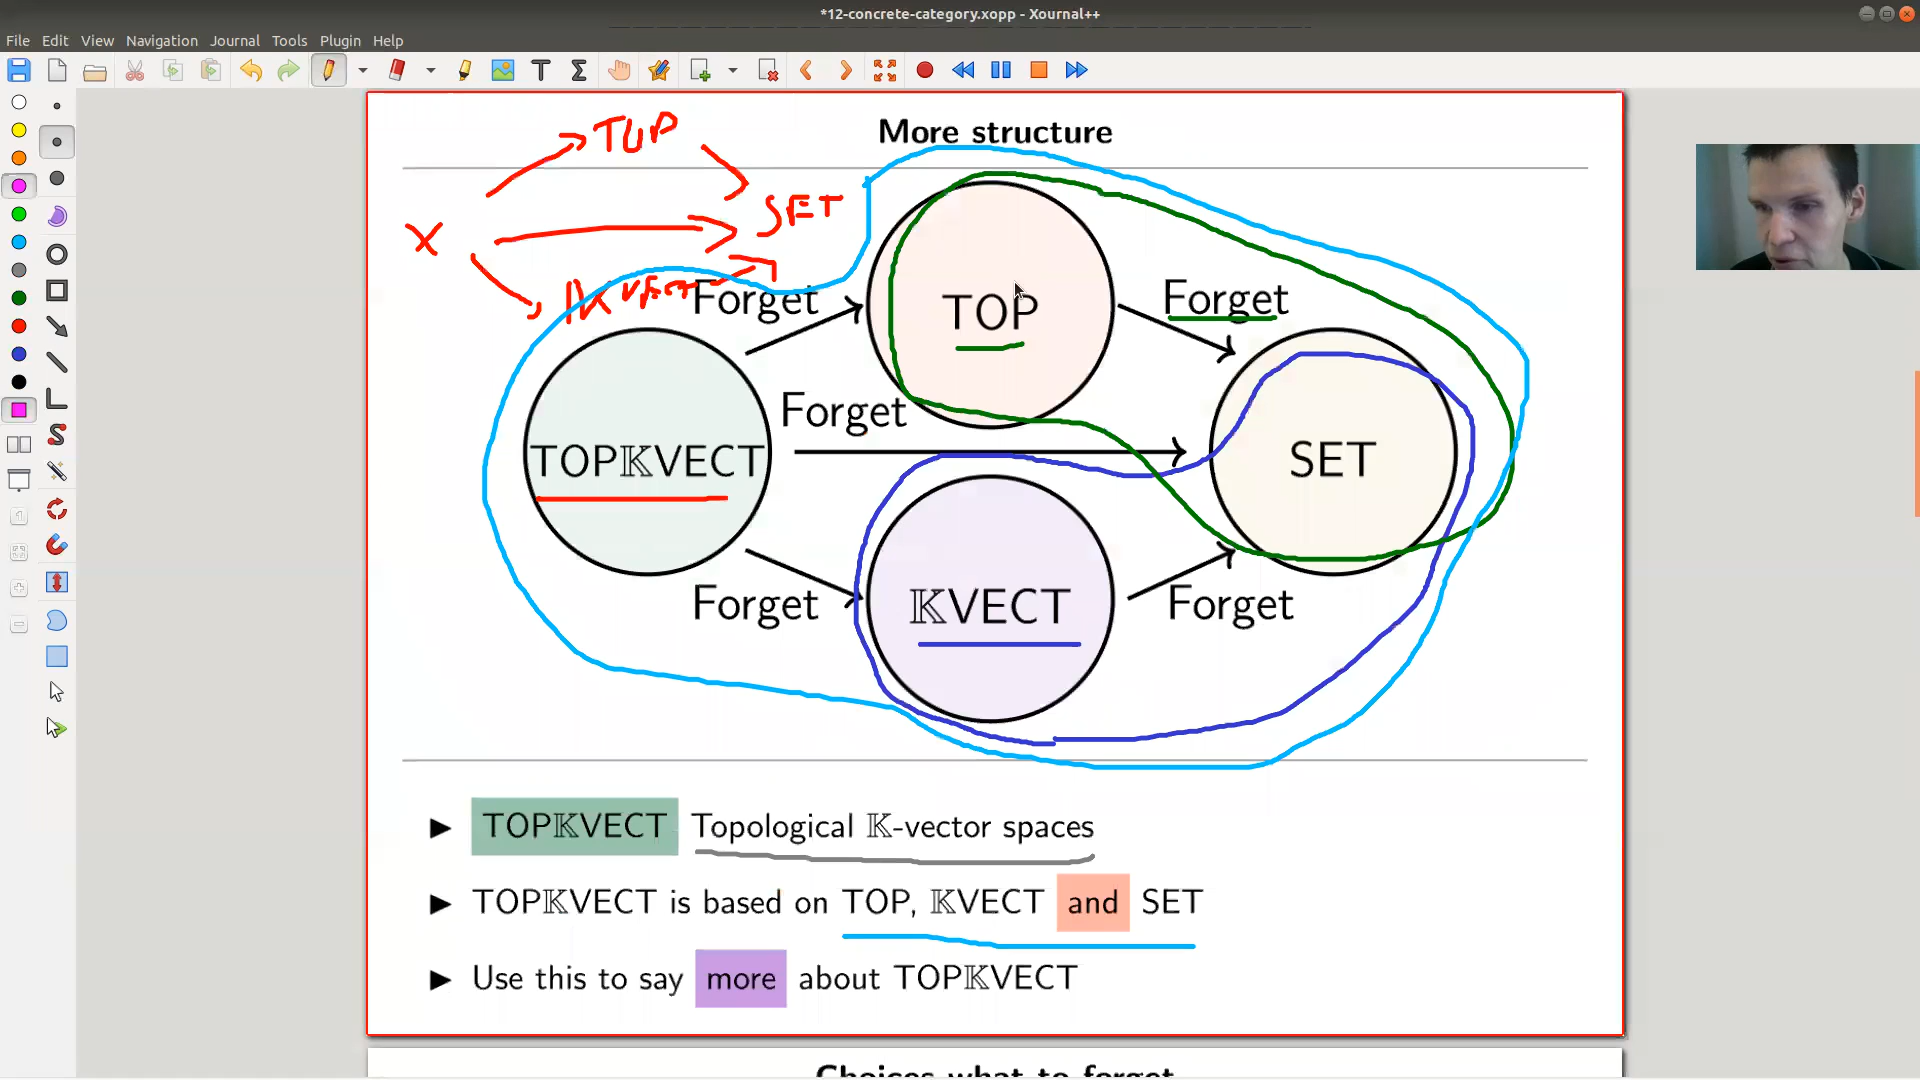 *12-concrete-category.xopp - Xournal++
File Edit View Navigation Journal Tools Plugin Help
More structure
TOP
SET
X
𝕂VECT
Forget
TOP
Forget
Forget
TOP𝕂VECT
SET
Forget
𝕂VECT
Forget
► TOP𝕂VECT Topological 𝕂-vector spaces
► TOP𝕂VECT is based on TOP, 𝕂VECT and SET
► Use this to say more about TOP𝕂VECT
Choices what to forget